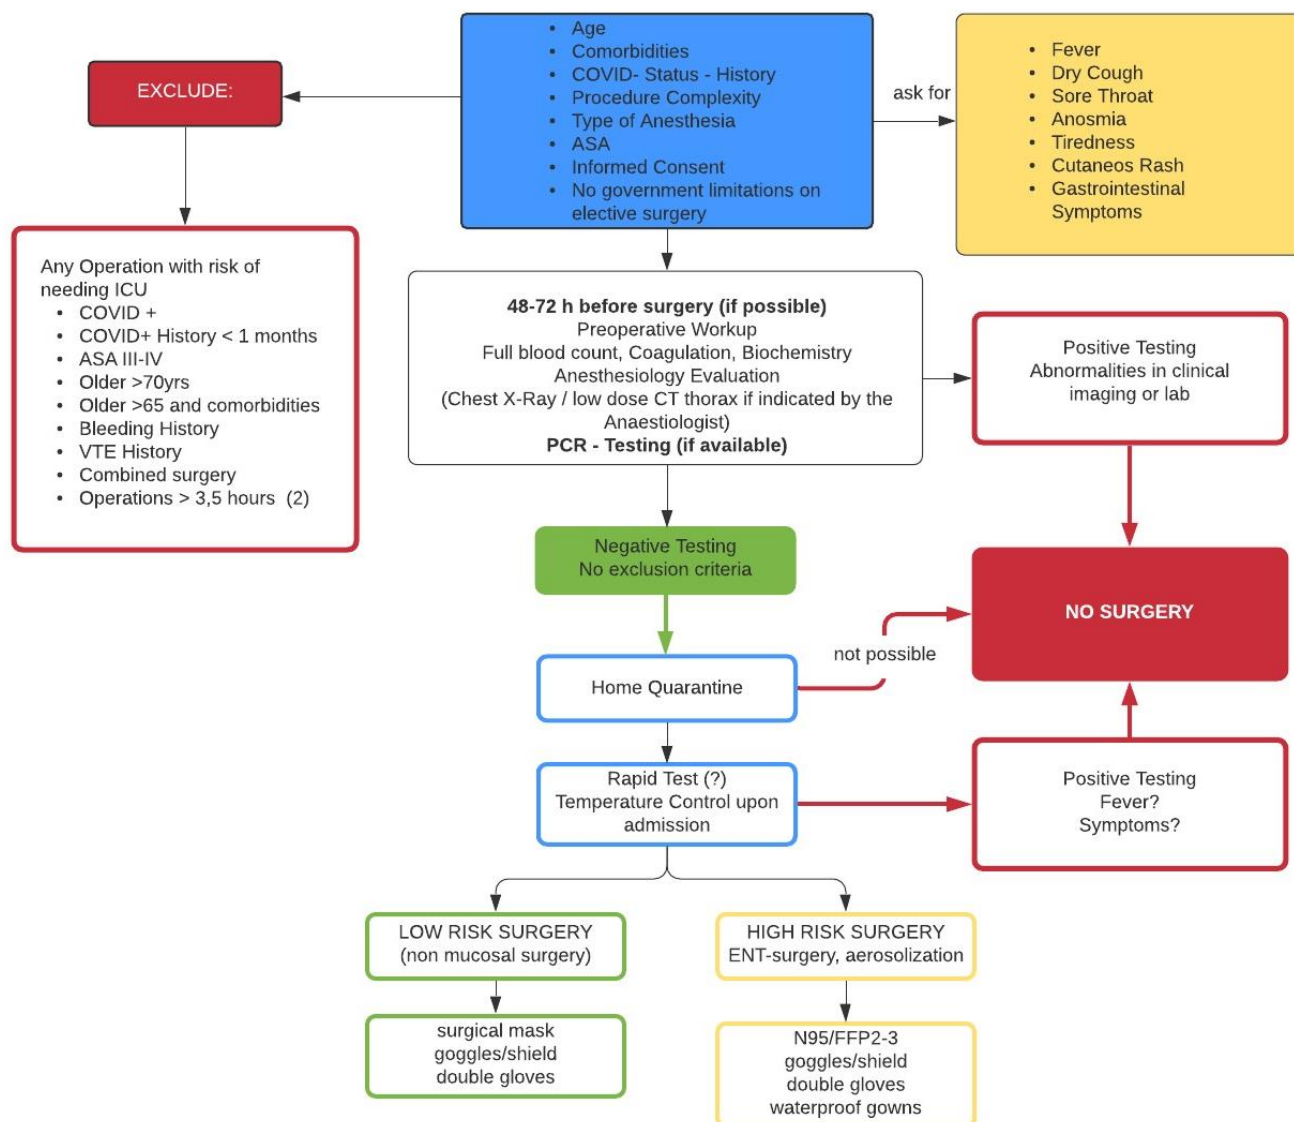 EXCLUDE:
• Age
• Comorbidities
• COVID- Status - History
• Procedure Complexity
• Type of Anesthesia
• ASA
• Informed Consent
• No government limitations on
elective surgery
ask for
• Fever
• Dry Cough
• Sore Throat
• Anosmia
• Tiredness
• Cutaneos Rash
• Gastrointestinal
Symptoms
Any Operation with risk of
needing ICU
• COVID +
• COVID+ History < 1 months
• ASA III-IV
• Older >70yrs
• Older >65 and comorbidities
• Bleeding History
• VTE History
• Combined surgery
• Operations > 3,5 hours (2)
48-72 h before surgery (if possible)
Preoperative Workup
Full blood count, Coagulation, Biochemistry
Anesthesiology Evaluation
(Chest X-Ray / low dose CT thorax if indicated by the
Anaestiologist)
PCR - Testing (if available)
Positive Testing
Abnormalities in clinical
imaging or lab
Negative Testing
No exclusion criteria
NO SURGERY
not possible
Home Quarantine
Rapid Test (?)
Temperature Control upon
admission
Positive Testing
Fever?
Symptoms?
LOW RISK SURGERY
(non mucosal surgery)
HIGH RISK SURGERY
ENT-surgery, aerosolization
surgical mask
goggles/shield
double gloves
N95/FFP2-3
goggles/shield
double gloves
waterproof gowns